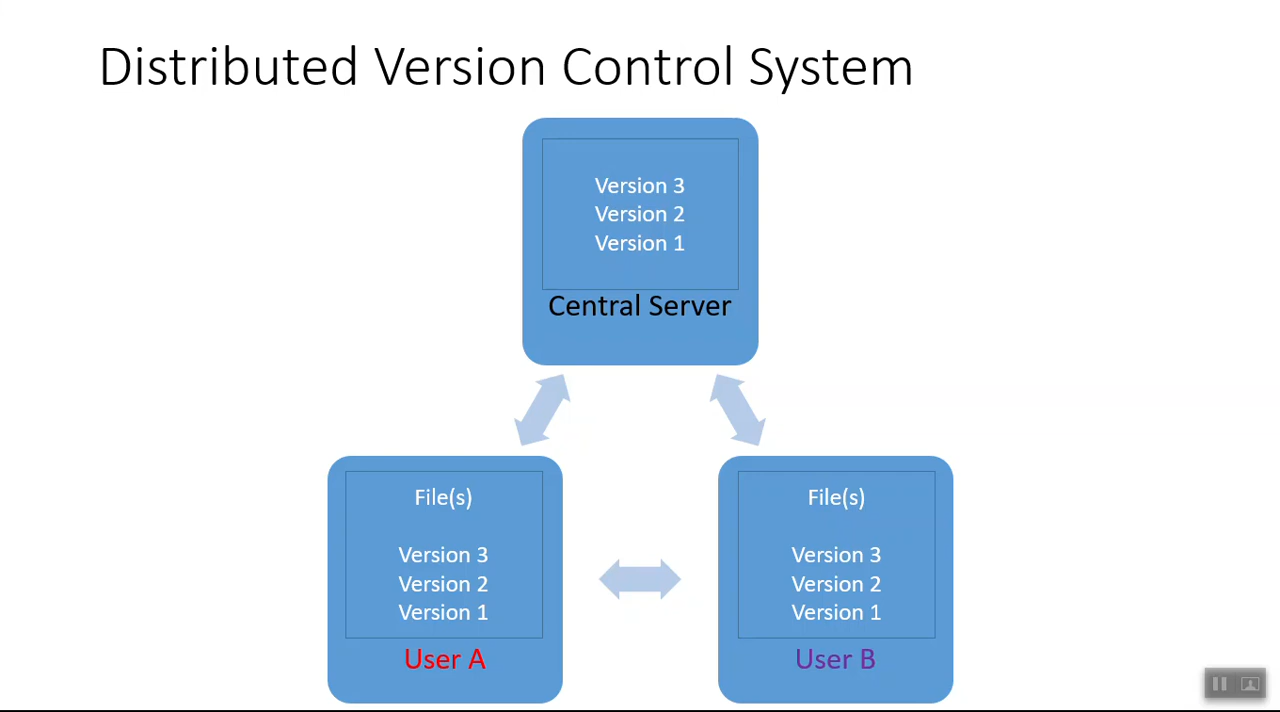 Distributed Version Control System
Version 3
Version 2
Version 1
Central Server
File(s)
Version 3
Version 2
Version 1
User A
File(s)
Version 3
Version 2
Version 1
User B